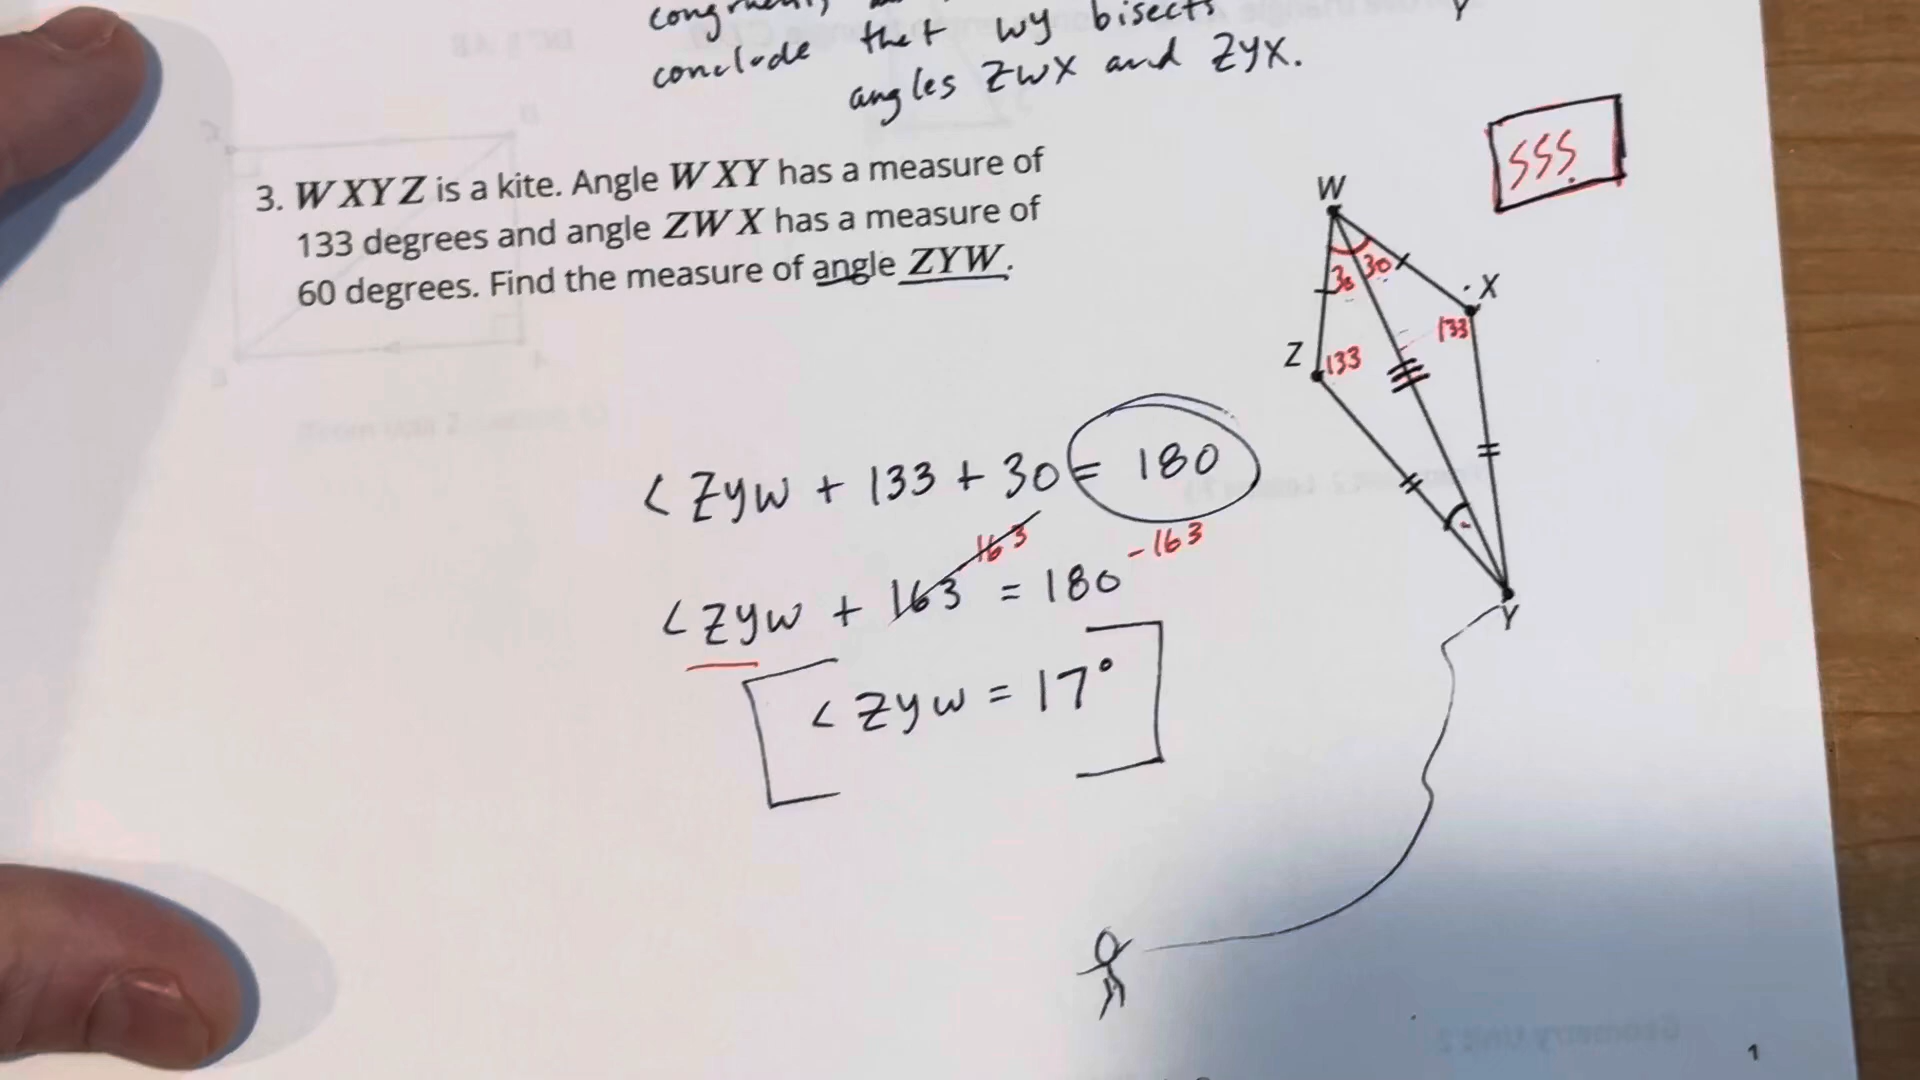 conclude that wy bisects
angles ZWX and ZYX.
SSS
3. WXYZ is a kite. Angle WXY has a measure of
133 degrees and angle ZWX has a measure of
60 degrees. Find the measure of angle ZYW.
W
30 30
X
133
Z 133
Y
<ZYW + 133 + 30 = 180
-163 -163
<ZYW + 163 = 180
<ZYW = 17°
1